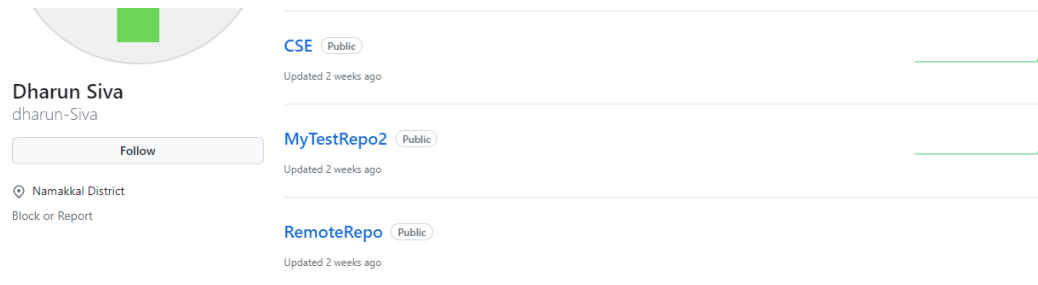 Dharun Siva
dharun-Siva
Follow
Namakkal District
Block or Report
CSE Public
Updated 2 weeks ago
MyTestRepo2 Public
Updated 2 weeks ago
RemoteRepo Public
Updated 2 weeks ago